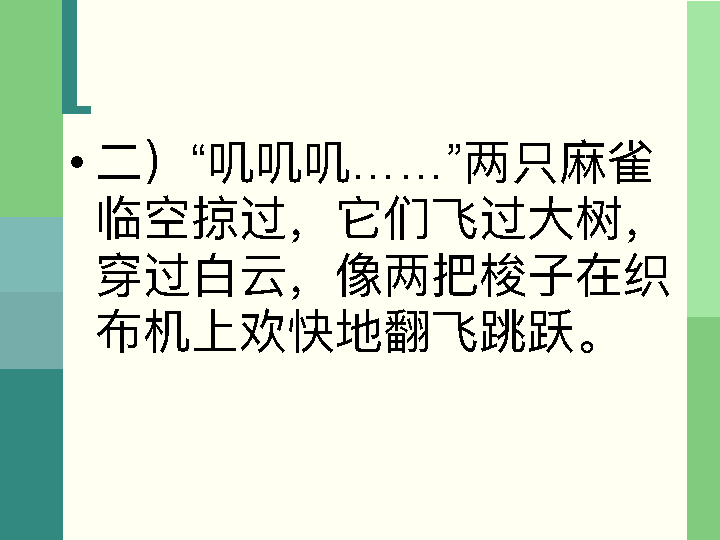 • 二）“叽叽叽……”两只麻雀
临空掠过，它们飞过大树，
穿过白云，像两把梭子在织
布机上欢快地翻飞跳跃。